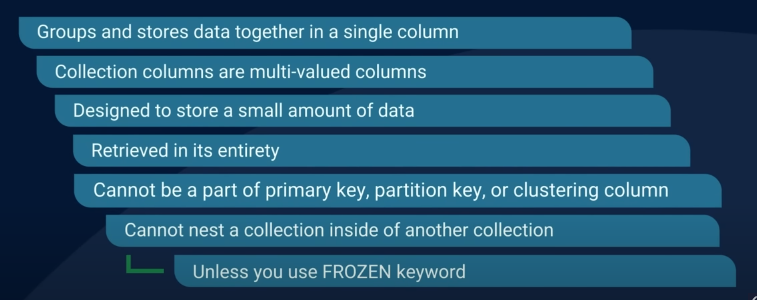 Groups and stores data together in a single column
Collection columns are multi-valued columns
Designed to store a small amount of data
Retrieved in its entirety
Cannot be a part of primary key, partition key, or clustering column
Cannot nest a collection inside of another collection
Unless you use FROZEN keyword